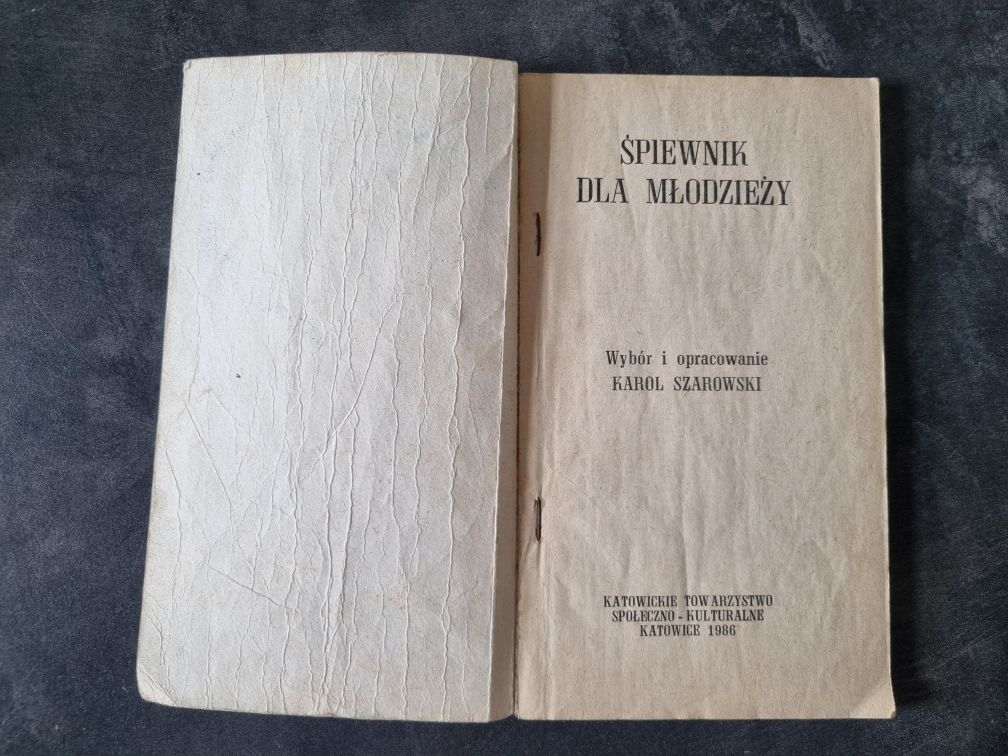 ŚPIEWNIK
DLA MŁODZIEŻY
Wybór i opracowanie
KAROL SZAROWSKI
KATOWICKIE TOWARZYSTWO
SPOŁECZNO - KULTURALNE
KATOWICE 1986